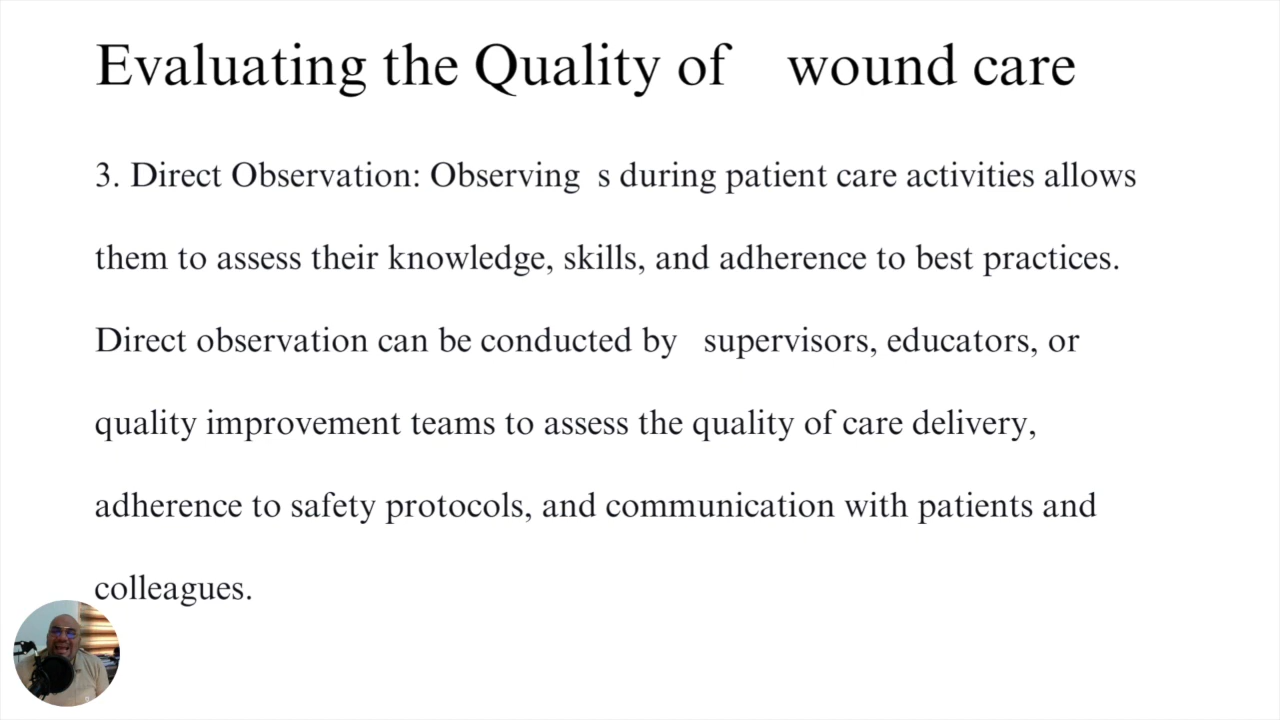 Evaluating the Quality of wound care
3. Direct Observation: Observing s during patient care activities allows
them to assess their knowledge, skills, and adherence to best practices.
Direct observation can be conducted by supervisors, educators, or
quality improvement teams to assess the quality of care delivery,
adherence to safety protocols, and communication with patients and
colleagues.